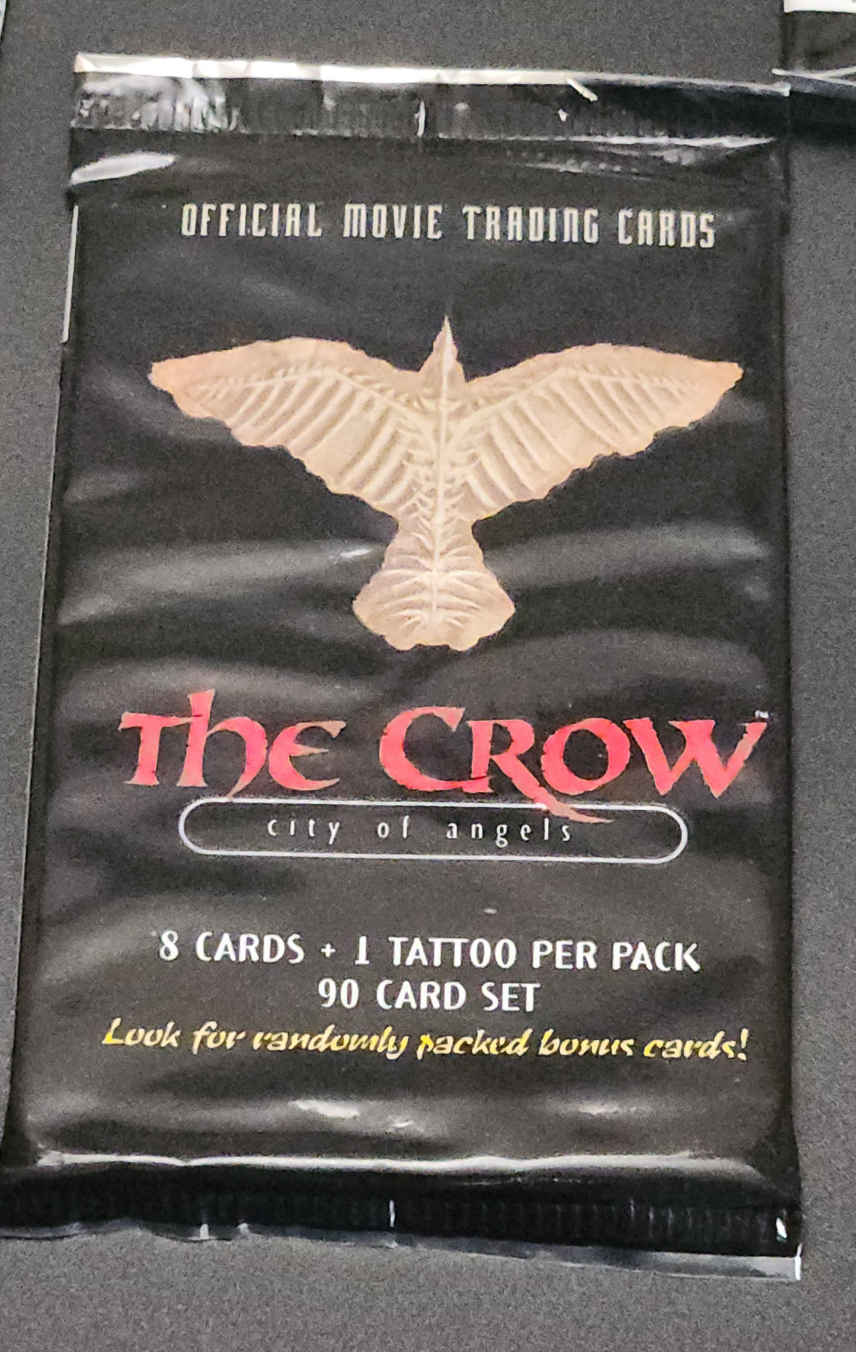 OFFICIAL MOVIE TRADING CARDS
The CROW™
city of angels
8 CARDS + 1 TATTOO PER PACK
90 CARD SET
Look for randomly packed bonus cards!